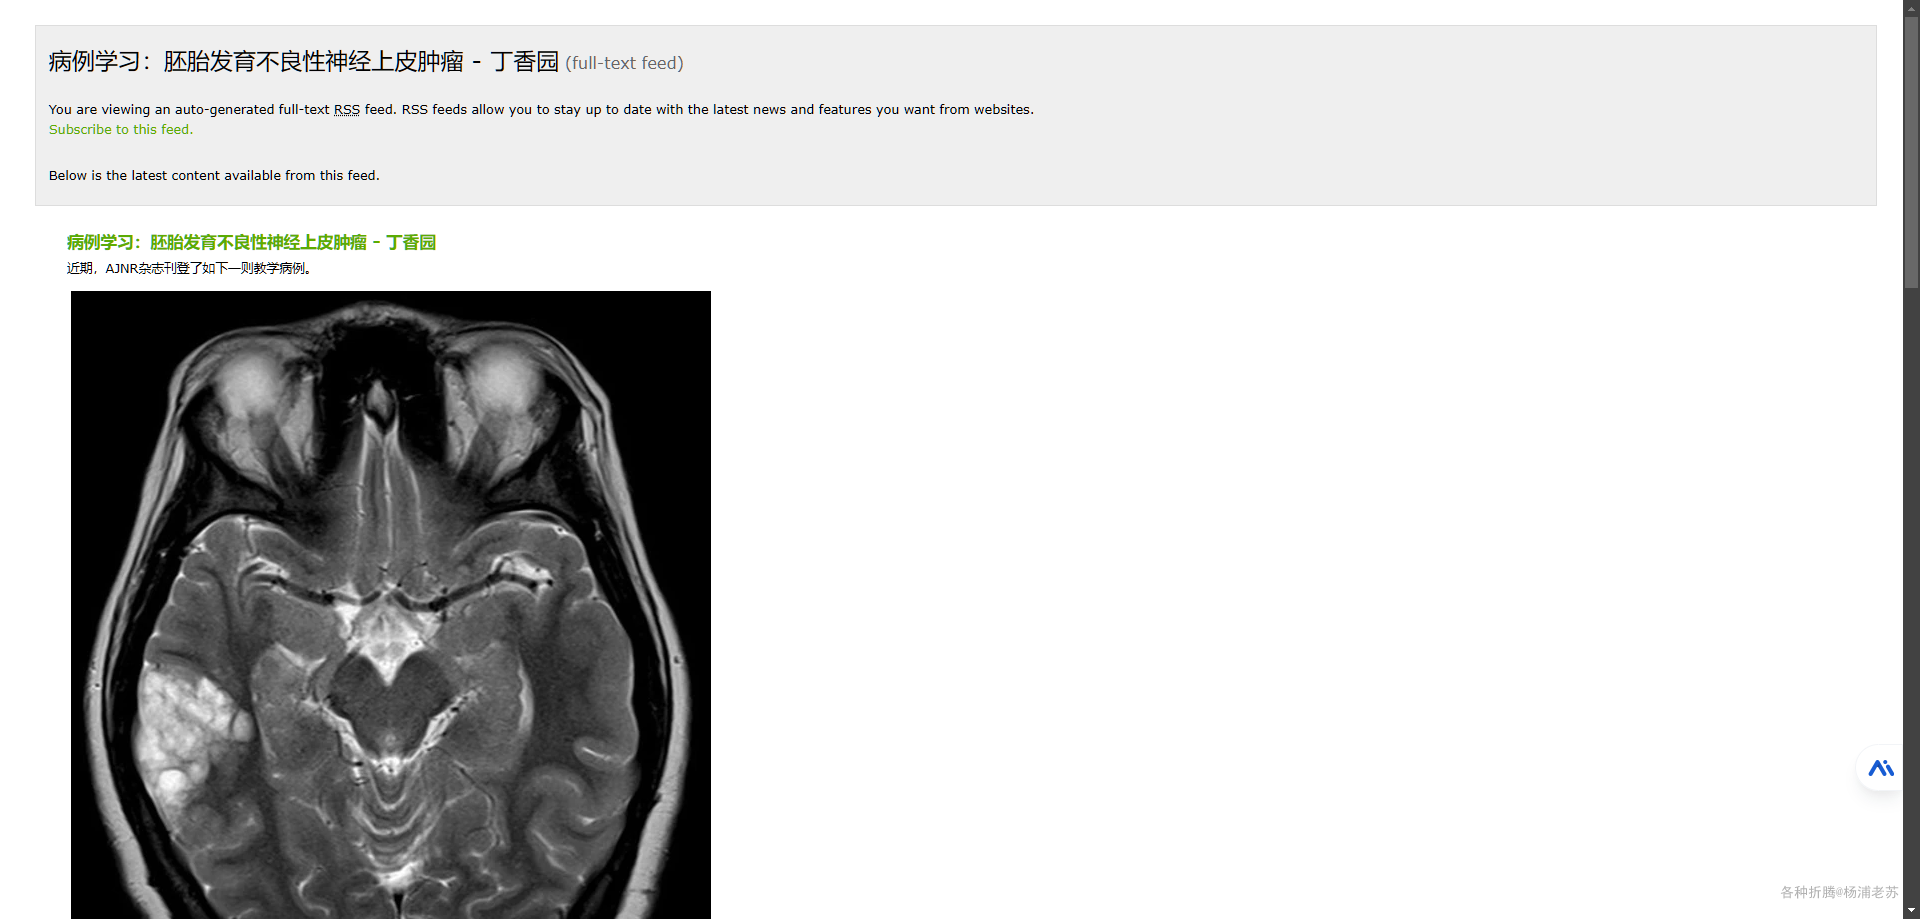 病例学习：胚胎发育不良性神经上皮肿瘤 - 丁香园 (full-text feed)
You are viewing an auto-generated full-text RSS feed. RSS feeds allow you to stay up to date with the latest news and features you want from websites.
Subscribe to this feed.
Below is the latest content available from this feed.
病例学习：胚胎发育不良性神经上皮肿瘤 - 丁香园
近期，AJNR杂志刊登了如下一则教学病例。
各种折腾@杨浦老苏